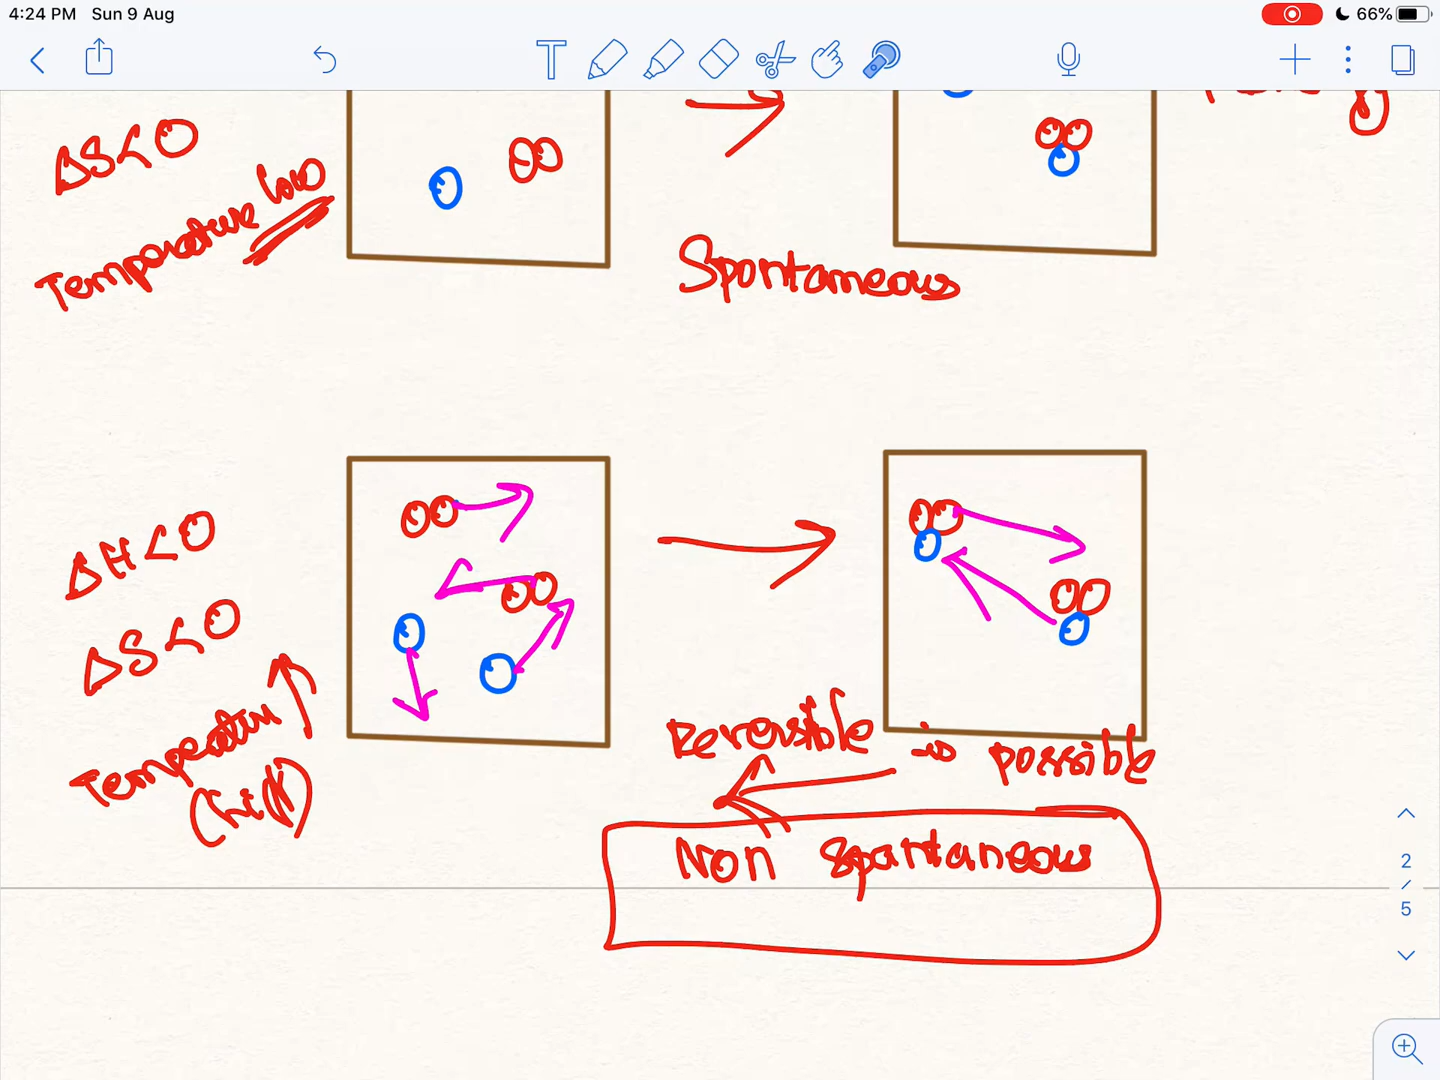 4:24 PM Sun 9 Aug 66%
T
ΔS<0
Temperature low
Spontaneous
ΔH<0
ΔS<0
Temperature
(high)
Reversible is possible
Non Spontaneous
2
/
5